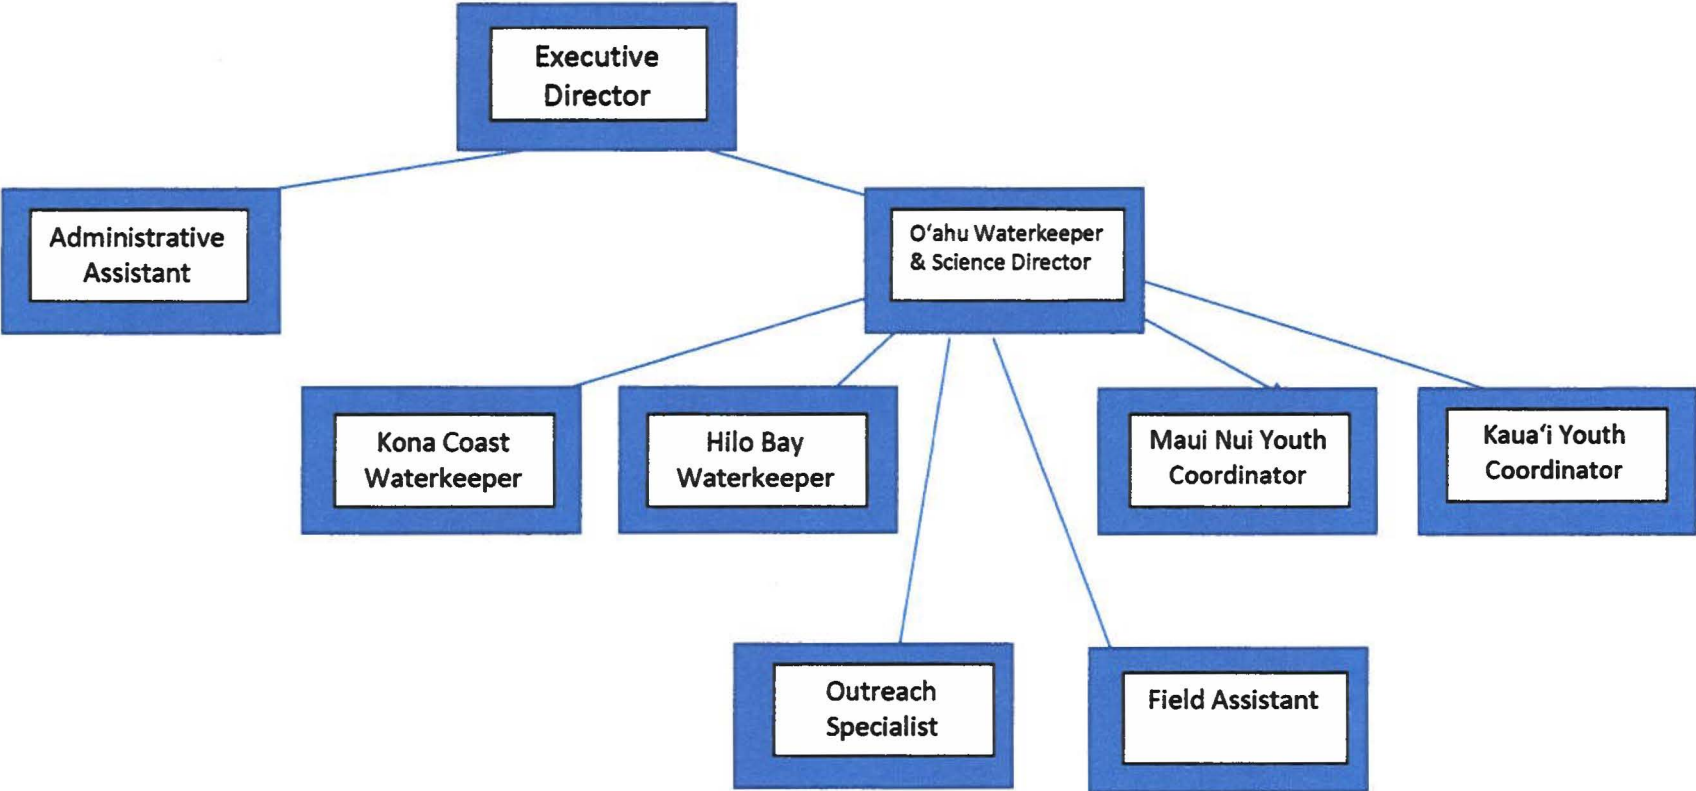 Executive
Director
Administrative
Assistant
O‘ahu Waterkeeper
& Science Director
Kona Coast
Waterkeeper
Hilo Bay
Waterkeeper
Maui Nui Youth
Coordinator
Kaua‘i Youth
Coordinator
Outreach
Specialist
Field Assistant